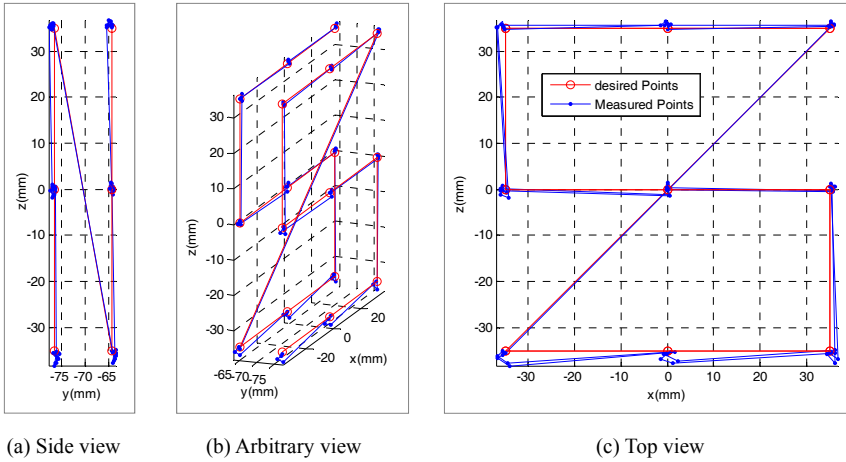 30
20
10
0
-10
-20
-30
z(mm)
-75 -70 -65
y(mm)
(a) Side view
30
20
10
0
-10
-20
-30
z(mm)
-65 -70 -75
y(mm)
-20 0 20
x(mm)
(b) Arbitrary view
desired Points
Measured Points
30
20
10
0
-10
-20
-30
z(mm)
-30 -20 -10 0 10 20 30
x(mm)
(c) Top view